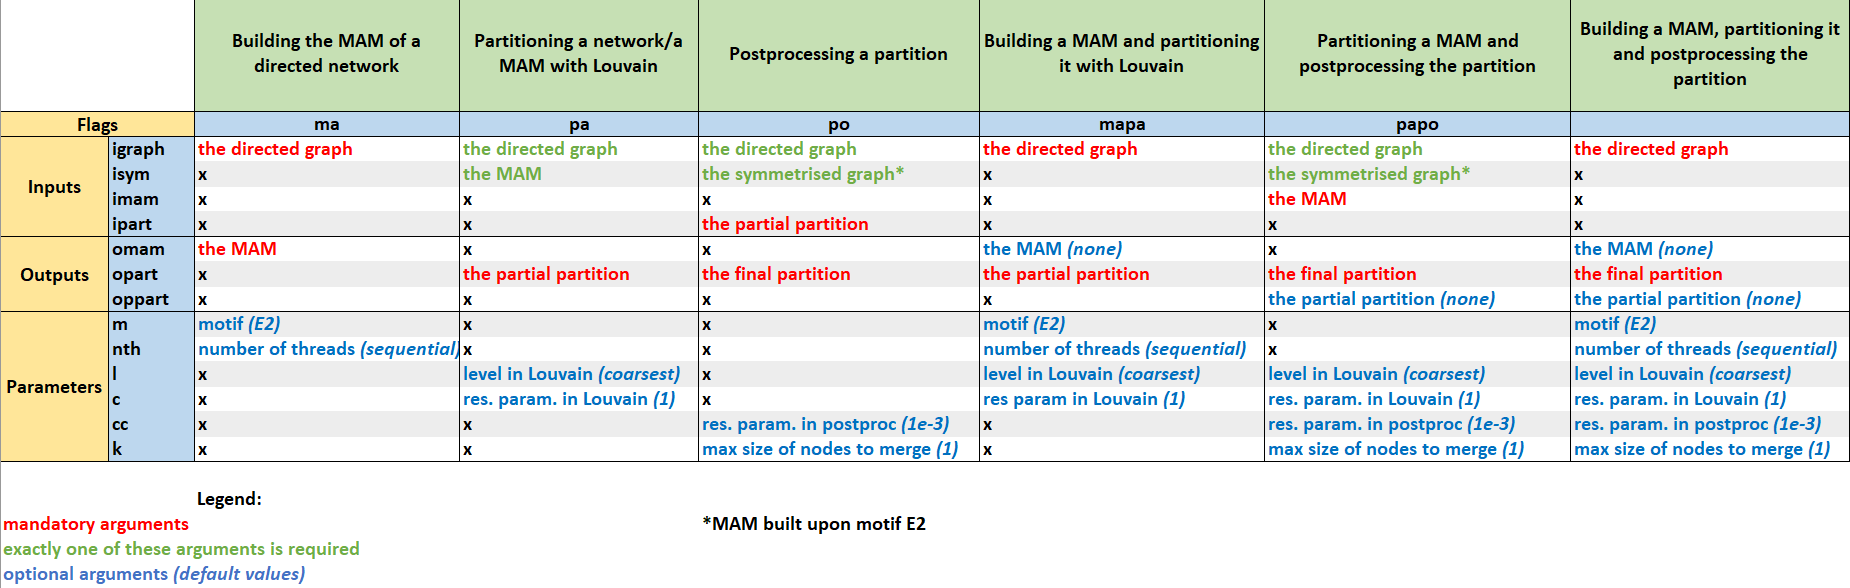 Building the MAM of a directed network
Partitioning a network/a MAM with Louvain
Postprocessing a partition
Building a MAM and partitioning it with Louvain
Partitioning a MAM and postprocessing the partition
Building a MAM, partitioning it and postprocessing the partition
Flags ma pa po mapa papo
Inputs
igraph the directed graph the directed graph the directed graph the directed graph the directed graph the directed graph
isym x the MAM the symmetrised graph* x the symmetrised graph* x
imam x x x x the MAM x
ipart x x the partial partition x x x
Outputs
omam the MAM x x the MAM (none) x the MAM (none)
opart x the partial partition the final partition the partial partition the final partition the final partition
oppart x x x x the partial partition (none) the partial partition (none)
Parameters
m motif (E2) x x motif (E2) x motif (E2)
nth number of threads (sequential) x x number of threads (sequential) x number of threads (sequential)
l x level in Louvain (coarsest) x level in Louvain (coarsest) level in Louvain (coarsest) level in Louvain (coarsest)
c x res. param. in Louvain (1) x res param in Louvain (1) res. param. in Louvain (1) res. param. in Louvain (1)
cc x x res. param. in postproc (1e-3) x res. param. in postproc (1e-3) res. param. in postproc (1e-3)
k x x max size of nodes to merge (1) x max size of nodes to merge (1) max size of nodes to merge (1)
Legend:
mandatory arguments
*MAM built upon motif E2
exactly one of these arguments is required
optional arguments (default values)